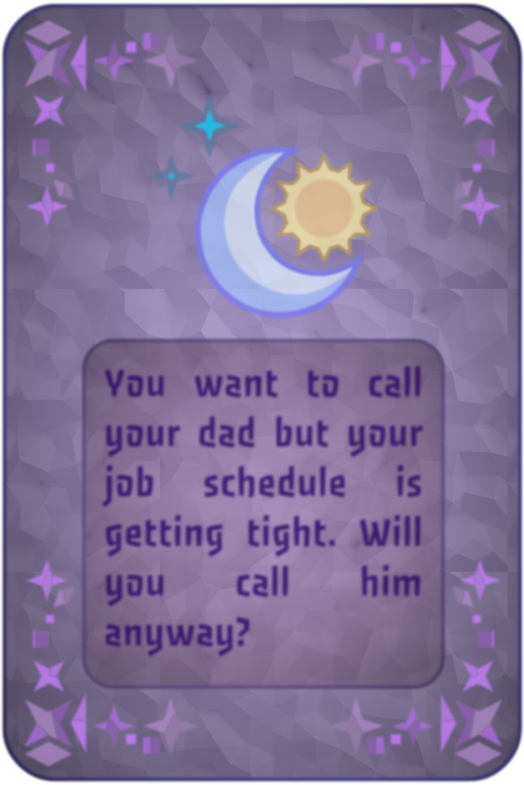 You want to call
your dad but your
job schedule is
getting tight. Will
you call him
anyway?